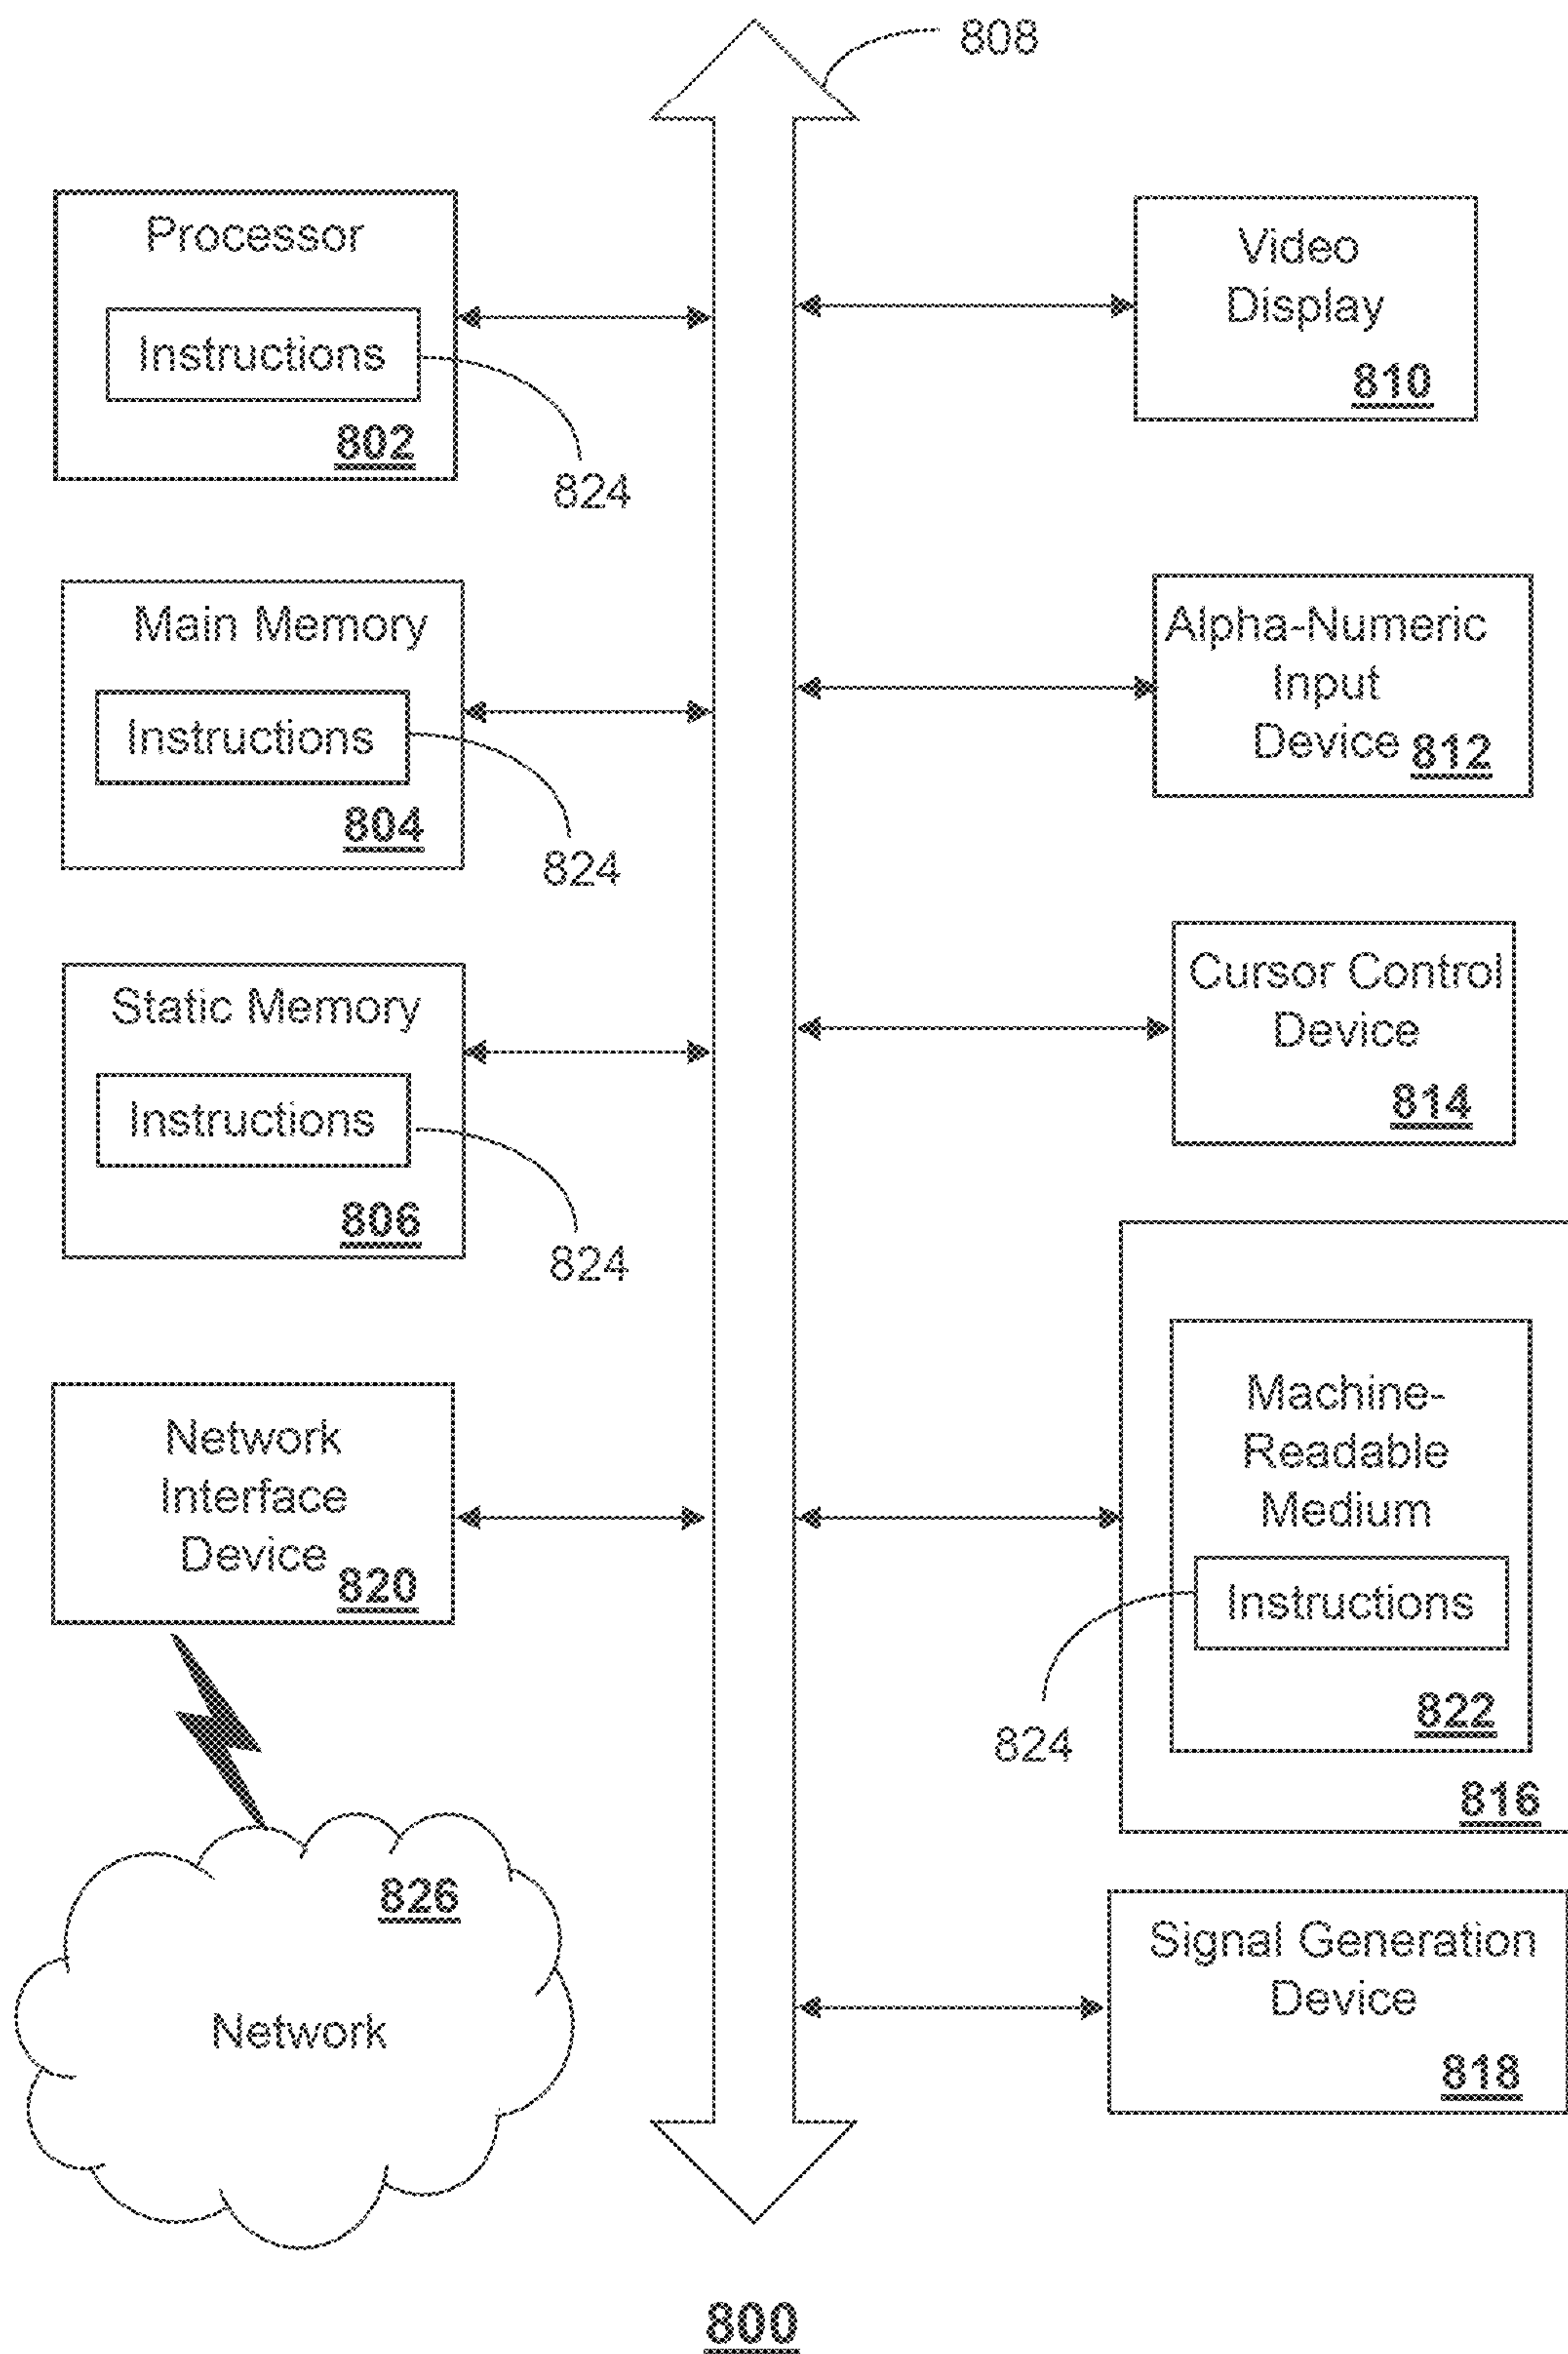 808
Processor
Instructions
802
824
Main Memory
Instructions
804
824
Static Memory
Instructions
806
824
Network
Interface
Device
820
826
Network
Video
Display
810
Alpha-Numeric
Input
Device
812
Cursor Control
Device
814
Machine-
Readable
Medium
Instructions
824
822
816
Signal Generation
Device
818
800